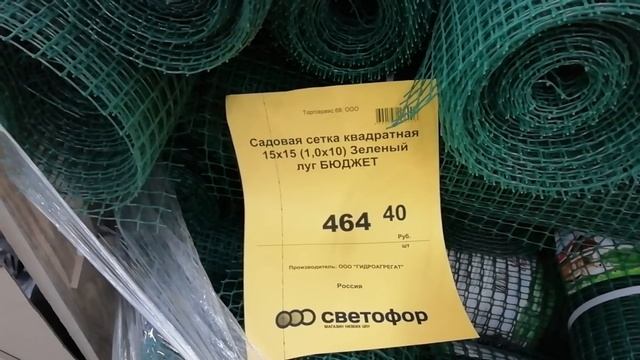 Торгсервис 69, ООО
Садовая сетка квадратная
15х15 (1,0х10) Зеленый
луг БЮДЖЕТ
464 40
Руб.
шт
Производитель: ООО "ГИДРОАГРЕГАТ"
Россия
СВЕТОФОР
МАГАЗИН НИЗКИХ ЦЕН